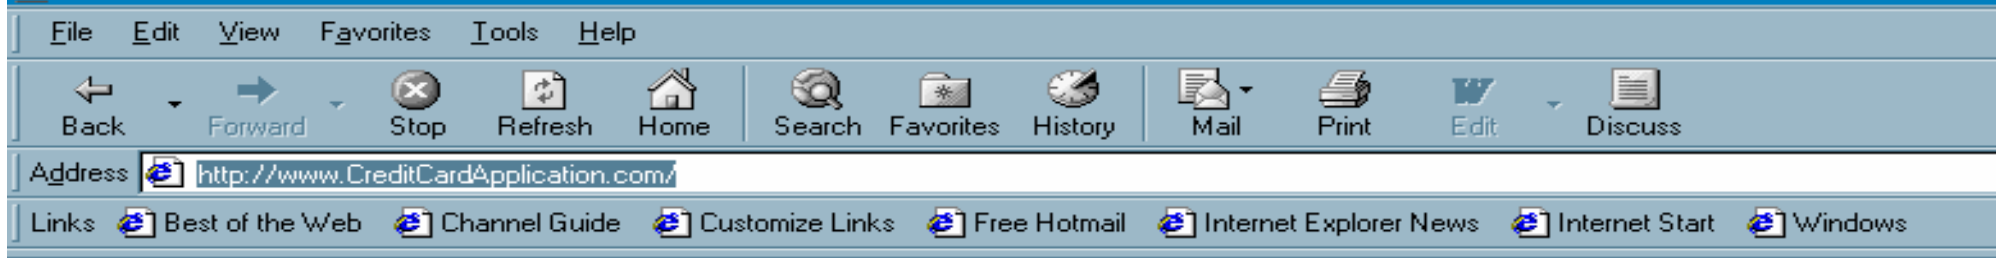 File Edit View Favorites Tools Help
Back Forward Stop Refresh Home Search Favorites History Mail Print Edit Discuss
Address http://www.CreditCardApplication.com/
Links Best of the Web Channel Guide Customize Links Free Hotmail Internet Explorer News Internet Start Windows